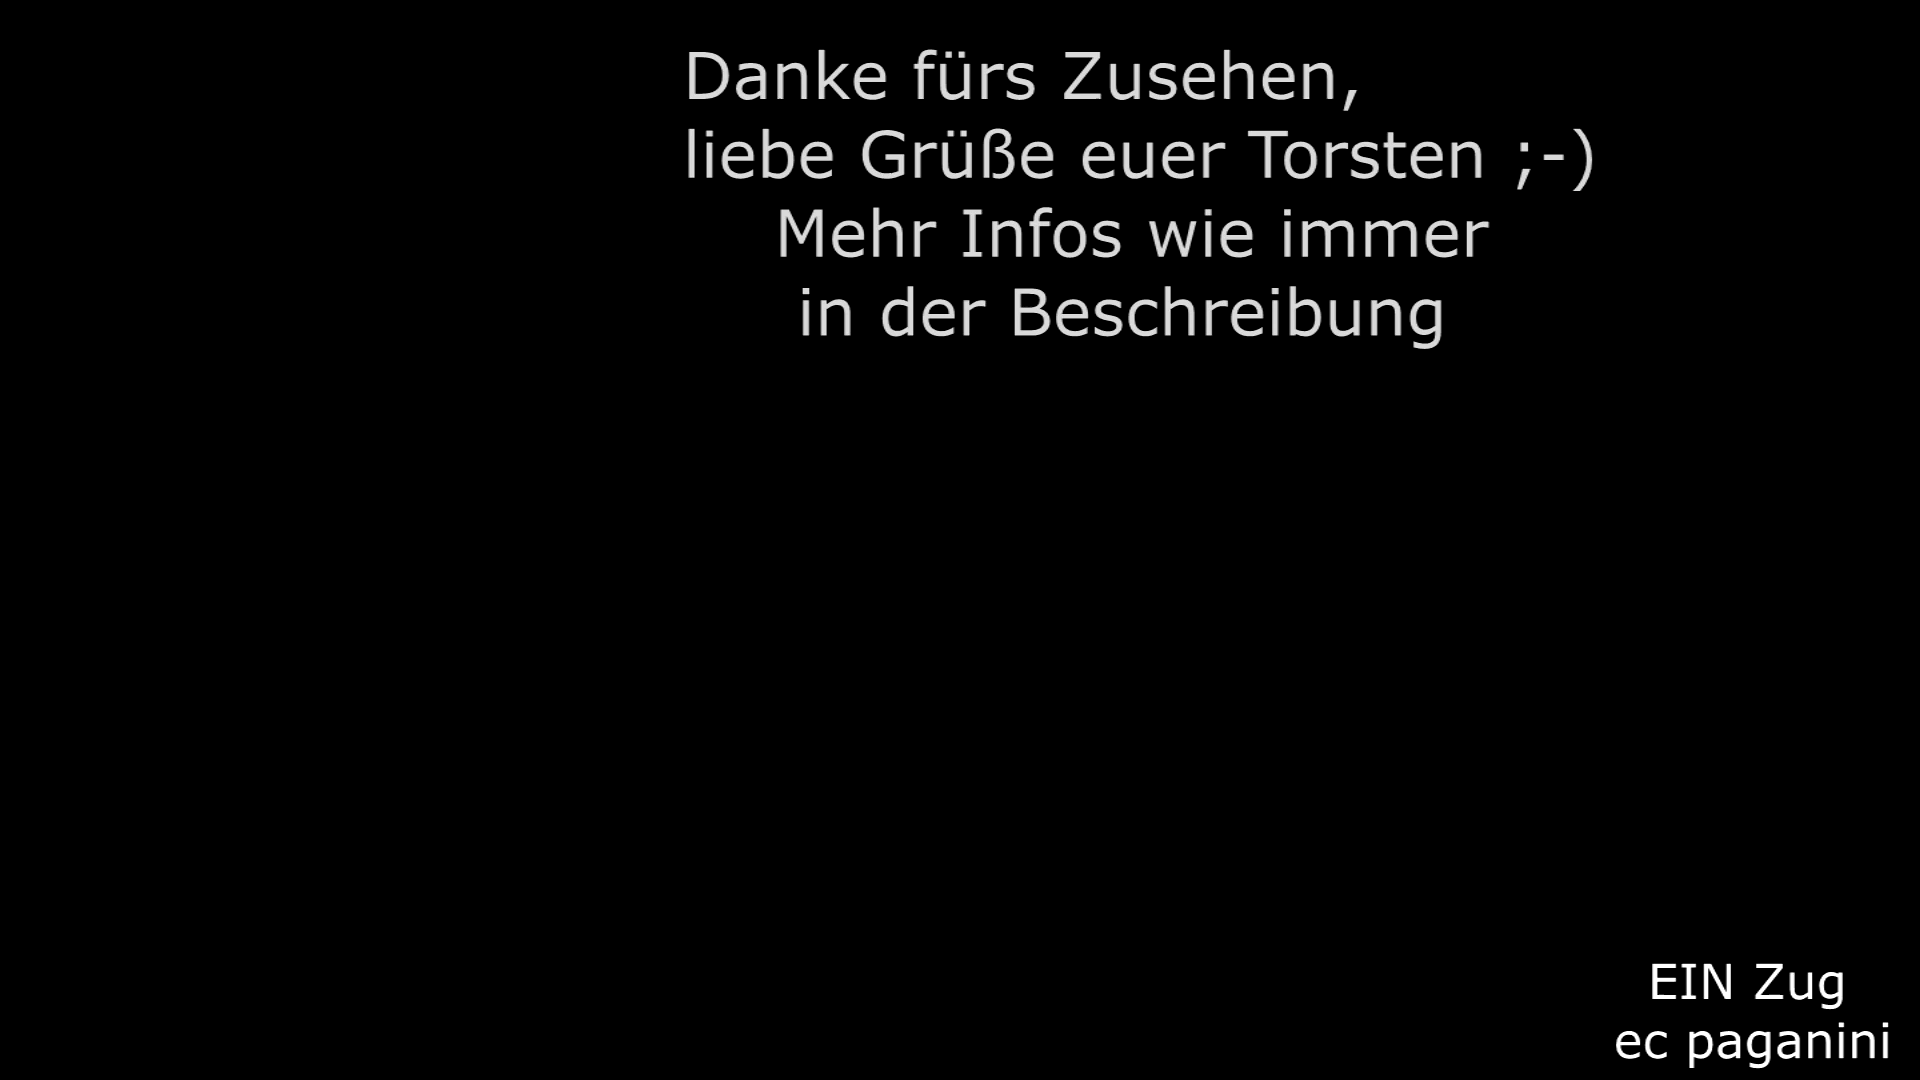 Danke fürs Zusehen,
liebe Grüße euer Torsten ;-)
Mehr Infos wie immer
in der Beschreibung
EIN Zug
ec paganini